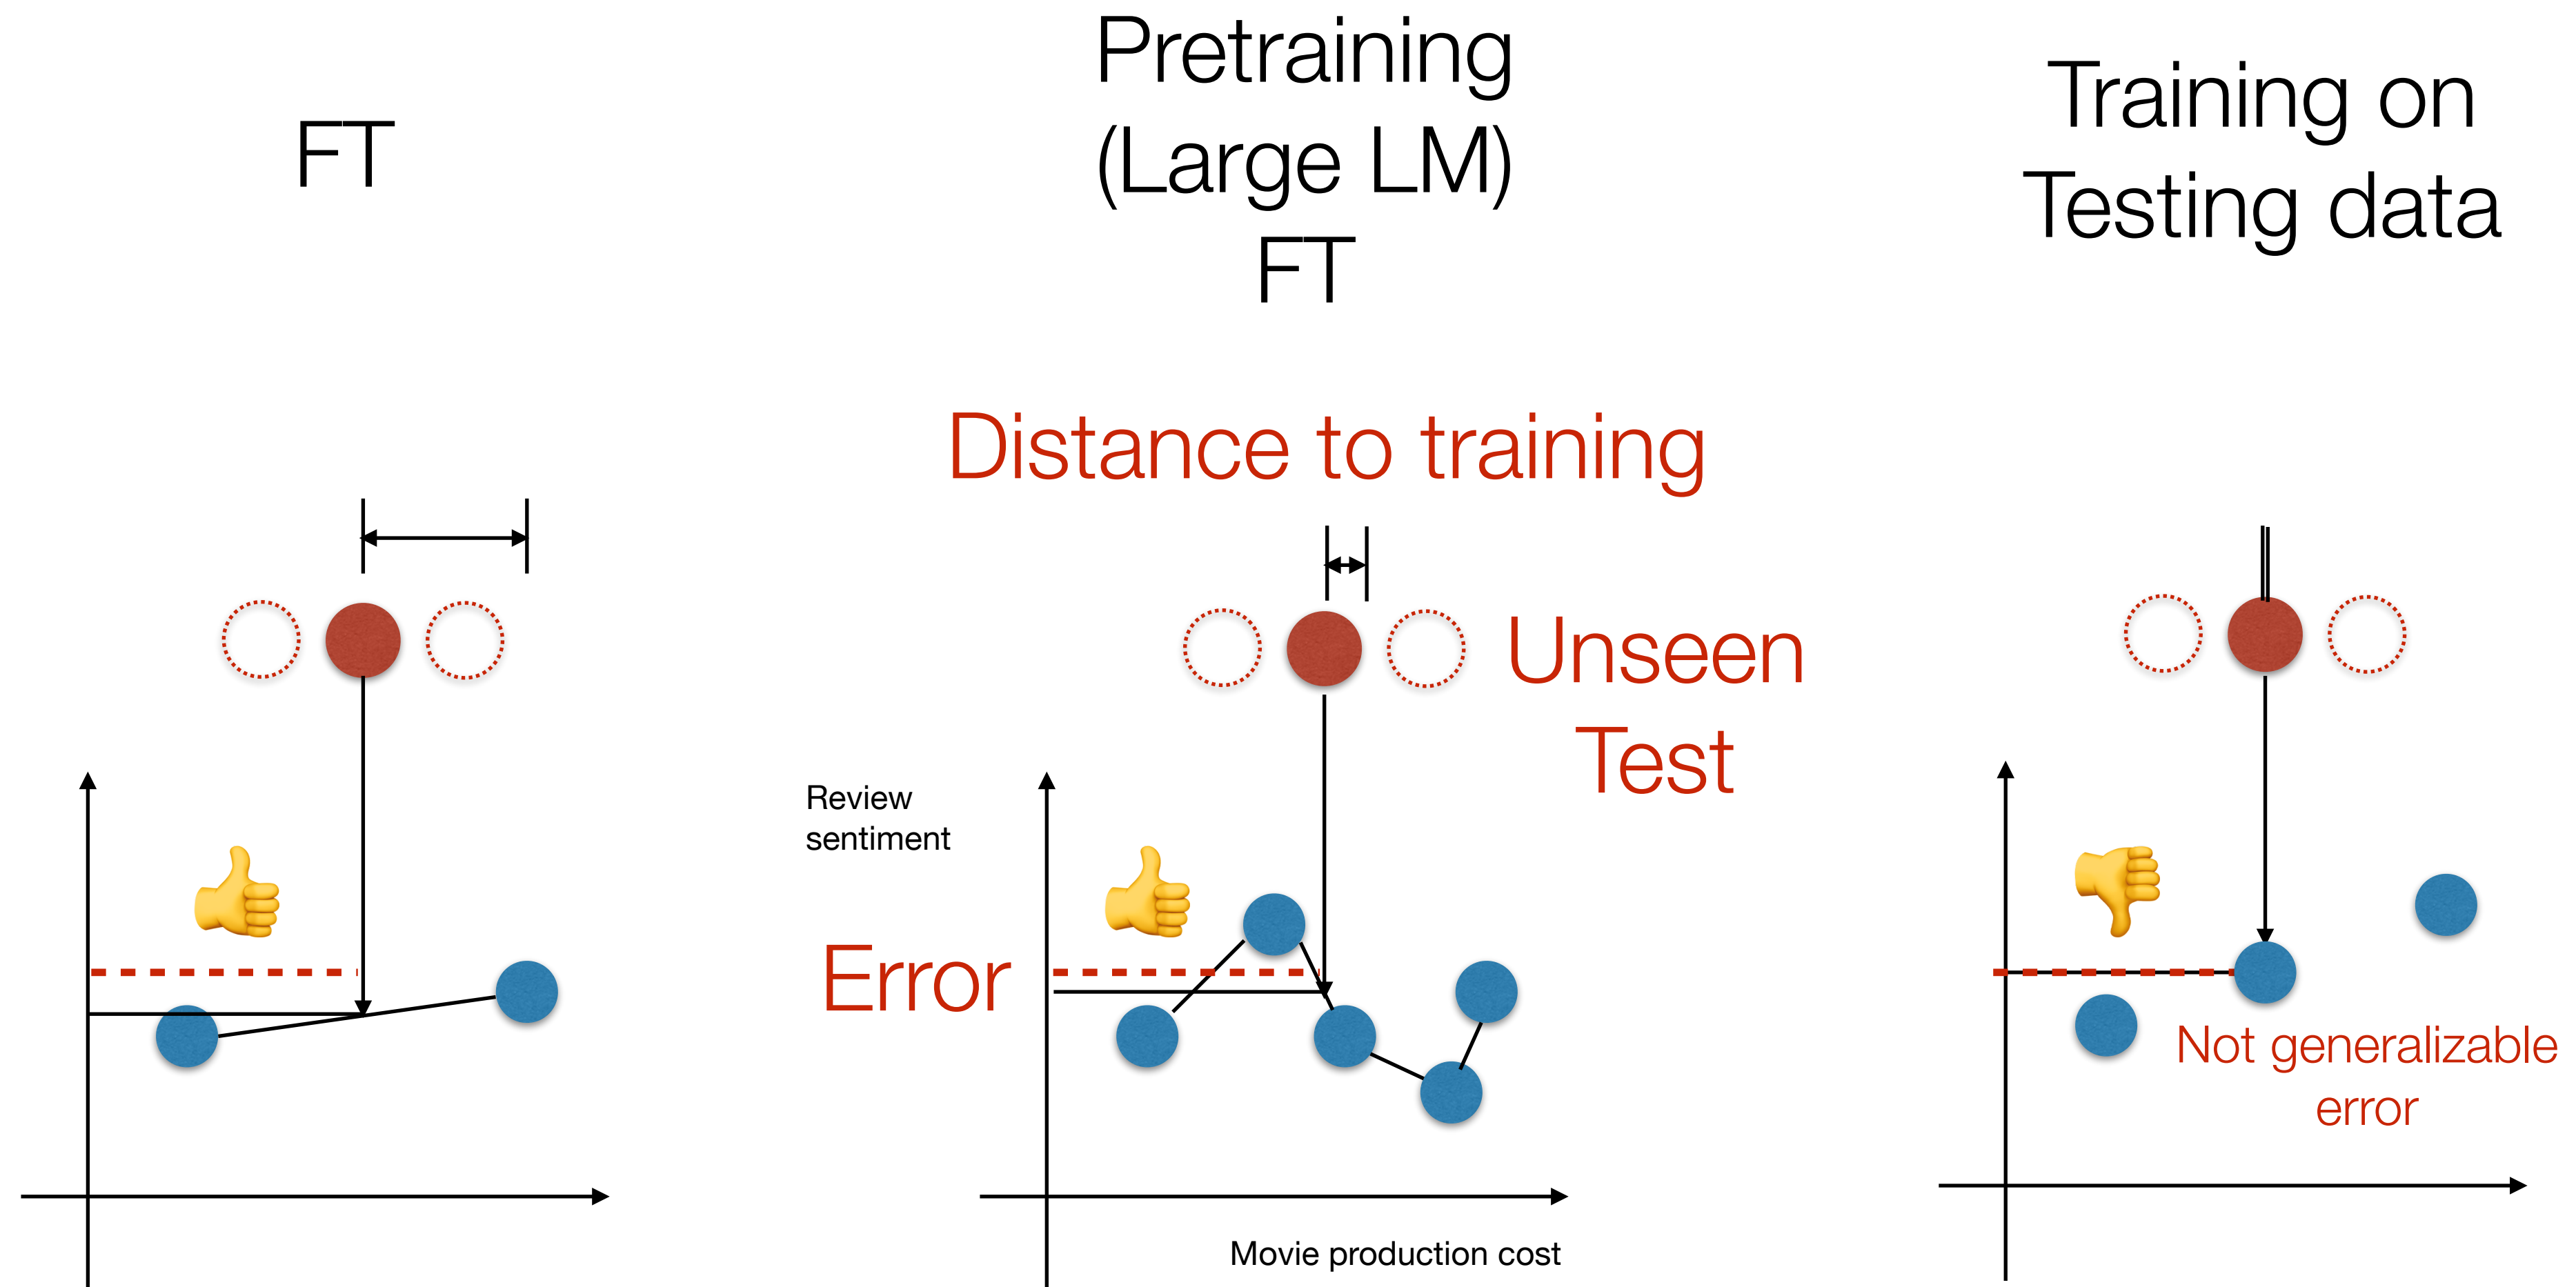 FT
Pretraining
(Large LM)
FT
Training on
Testing data
Distance to training
Unseen
Test
Review
sentiment
Error
Not generalizable
error
Movie production cost